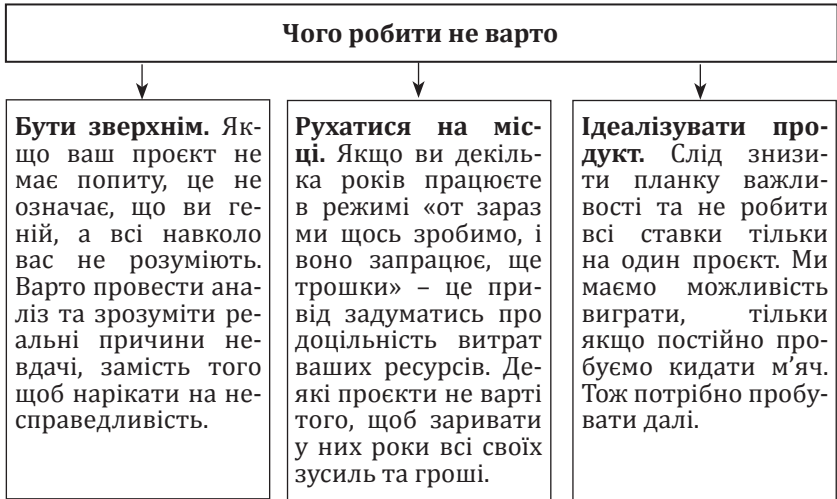 Чого робити не варто
Бути зверхнім. Як-
що ваш проєкт не
має попиту, це не
означає, що ви ге-
ній, а всі навколо
вас не розуміють.
Варто провести ана-
ліз та зрозуміти ре-
альні причини не-
вдачі, замість того
щоб нарікати на не-
справедливість.
Рухатися на міс-
ці. Якщо ви декіль-
ка років працюєте
в режимі «от зараз
ми щось зробимо, і
воно запрацює, ще
трошки» – це при-
від задуматись про
доцільність витрат
ваших ресурсів. Де-
які проєкти не варті
того, щоб заривати
у них роки всі своїх
зусиль та гроші.
Ідеалізувати про-
дукт. Слід знизи-
ти планку важли-
вості та не робити
всі ставки тільки
на один проєкт. Ми
маємо можливість
виграти, тільки
якщо постійно про-
буємо кидати м’яч.
Тож потрібно пробу-
вати далі.